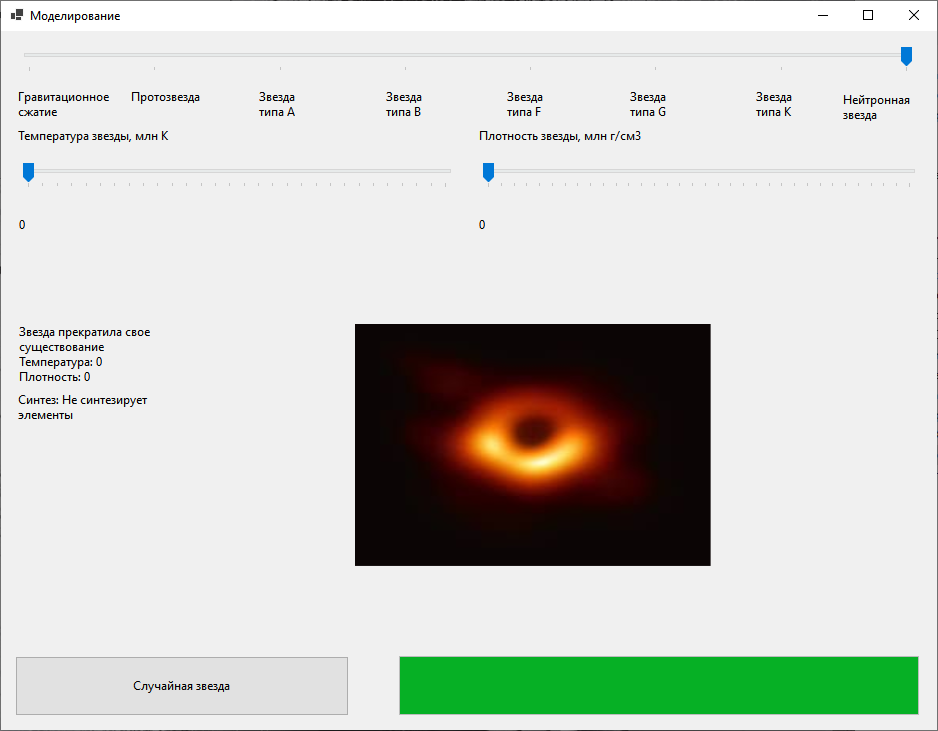 Моделирование
Гравитационное
сжатие
Протозвезда
Звезда
типа A
Звезда
типа B
Звезда
типа F
Звезда
типа G
Звезда
типа K
Нейтронная
звезда
Температура звезды, млн К
Плотность звезды, млн г/см3
0
0
Звезда прекратила свое
существование
Температура: 0
Плотность: 0
Синтез: Не синтезирует
элементы
Случайная звезда